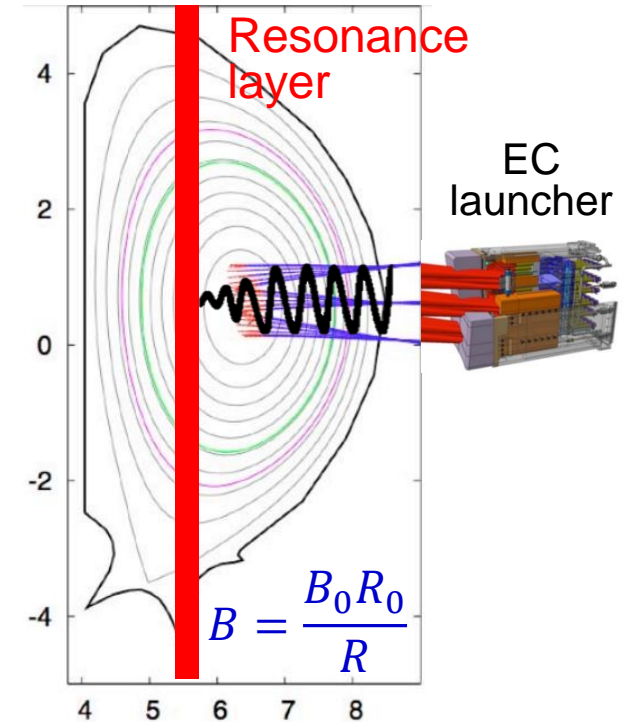 Resonance
layer
EC
launcher
4
2
0
-2
-4
B = B₀R₀ / R
4 5 6 7 8